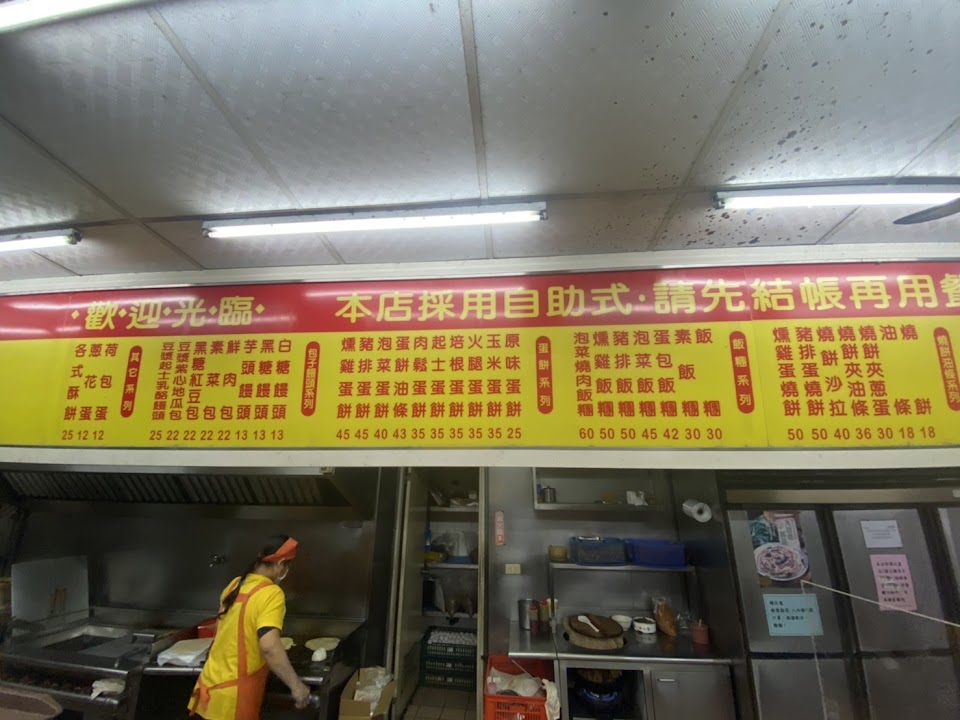 ‧歡‧迎‧光‧臨‧
本店採用自助式‧請先結帳再用餐
燒餅 18
油條 18
燒餅夾蔥蛋 30
燒餅夾油條 36
燒餅沙拉 40
豬排蛋燒餅 50
燻雞蛋燒餅 50
飯糰系列
飯糰 30
素飯糰 30
蛋包飯糰 42
泡菜飯糰 45
豬排飯糰 50
燻雞飯糰 50
泡菜燒肉飯糰 60
蛋餅系列
原味蛋餅 25
玉米蛋餅 35
火腿蛋餅 35
培根蛋餅 35
起士蛋餅 35
肉鬆蛋餅 35
蛋餅油條 43
泡菜蛋餅 40
豬排蛋餅 45
燻雞蛋餅 45
包子饅頭系列
白饅頭 13
黑糖饅頭 13
芋頭饅頭 13
鮮肉包 22
素菜包 22
黑糖紅豆包 22
豆漿紫心地瓜包 22
豆漿起士乳酪饅頭 25
其它系列
荷包蛋 12
蔥花蛋 12
各式酥餅 25